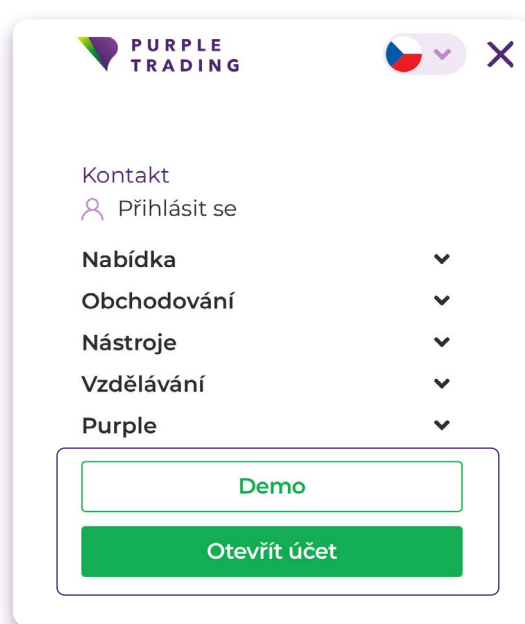 PURPLE
TRADING
Kontakt
Přihlásit se
Nabídka
Obchodování
Nástroje
Vzdělávání
Purple
Demo
Otevřít účet